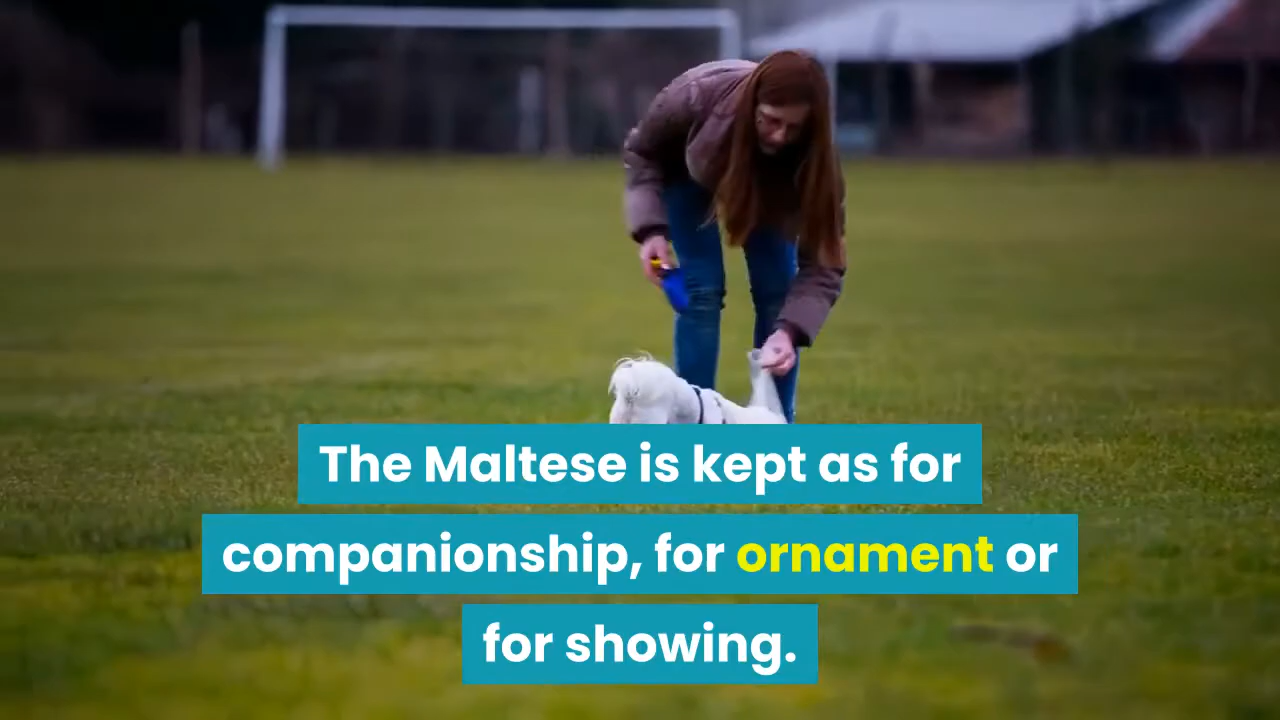 The Maltese is kept as for
companionship, for ornament or
for showing.